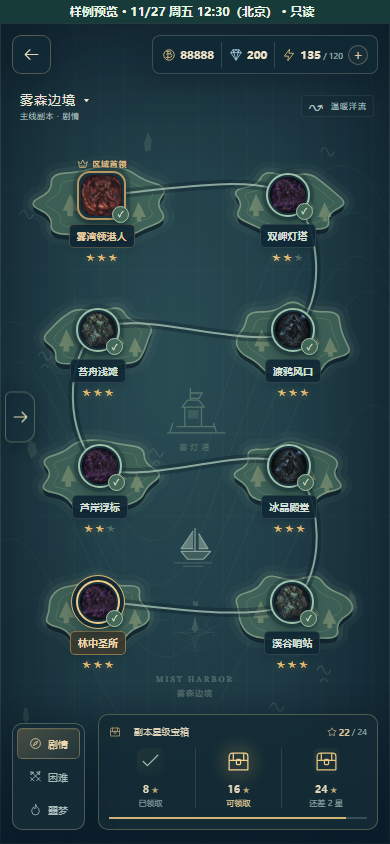 样例预览 • 11/27 周五 12:30（北京） • 只读
88888
200
135 / 120
雾森边境
主线副本 · 剧情
温暖洋流
区域首领
雾湾领港人
双岬灯塔
苔舟浅滩
渡鸦风口
雾灯港
芦岸浮标
冰晶殿堂
林中圣所
溪谷哨站
N
MIST HARBOR
雾森边境
剧情
困难
噩梦
副本星级宝箱
22 / 24
8
已领取
16
可领取
24
还差 2 星